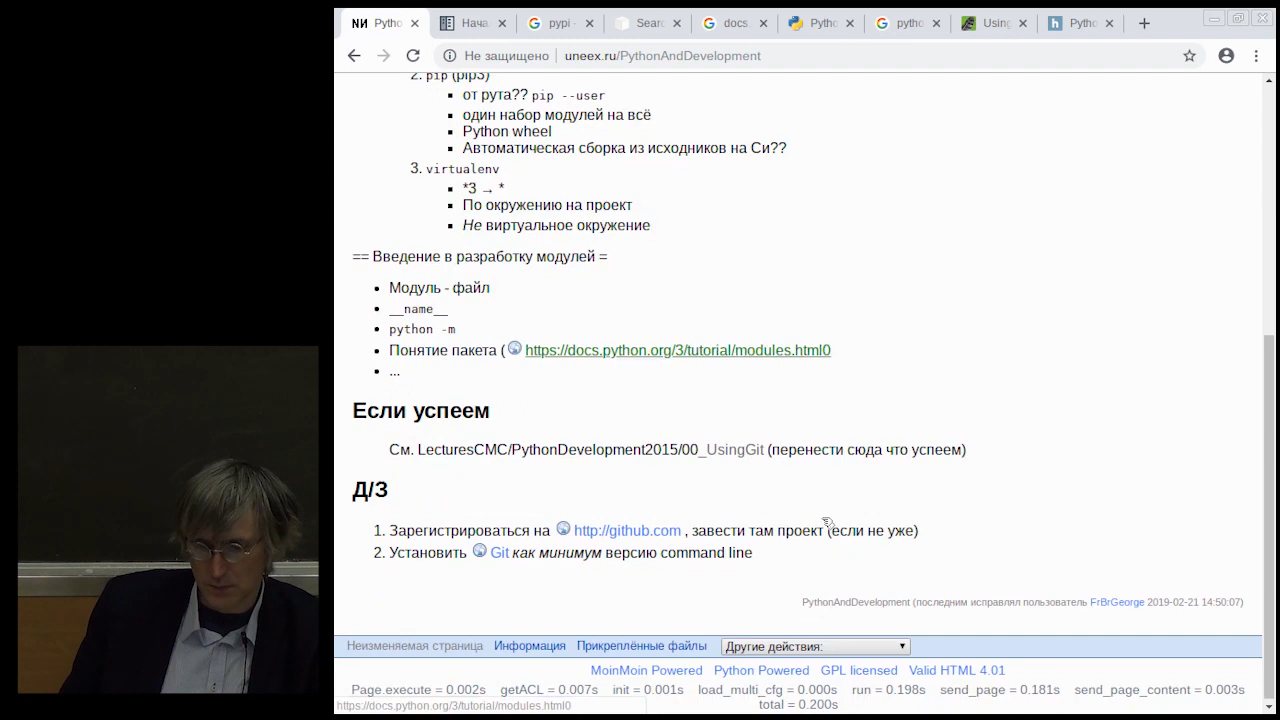 Pytho
Нача
pypi -
Searc
docs.
Pytho
pytho
Using
Pytho
Не защищено
uneex.ru/PythonAndDevelopment
2. pip (pip3)
от рута?? pip --user
один набор модулей на всё
Python wheel
Автоматическая сборка из исходников на Си??
3. virtualenv
*3 → *
По окружению на проект
Не виртуальное окружение
== Введение в разработку модулей =
Модуль - файл
__name__
python -m
Понятие пакета ( https://docs.python.org/3/tutorial/modules.html0
...
Если успеем
См. LecturesCMC/PythonDevelopment2015/00_UsingGit (перенести сюда что успеем)
Д/З
1. Зарегистрироваться на http://github.com , завести там проект (если не уже)
2. Установить Git как минимум версию command line
PythonAndDevelopment (последним исправлял пользователь FrBrGeorge 2019-02-21 14:50:07)
Неизменяемая страница Информация Прикреплённые файлы Другие действия:
MoinMoin Powered Python Powered GPL licensed Valid HTML 4.01
Page.execute = 0.002s getACL = 0.007s init = 0.001s load_multi_cfg = 0.000s run = 0.198s send_page = 0.181s send_page_content = 0.003s
total = 0.200s
https://docs.python.org/3/tutorial/modules.html0